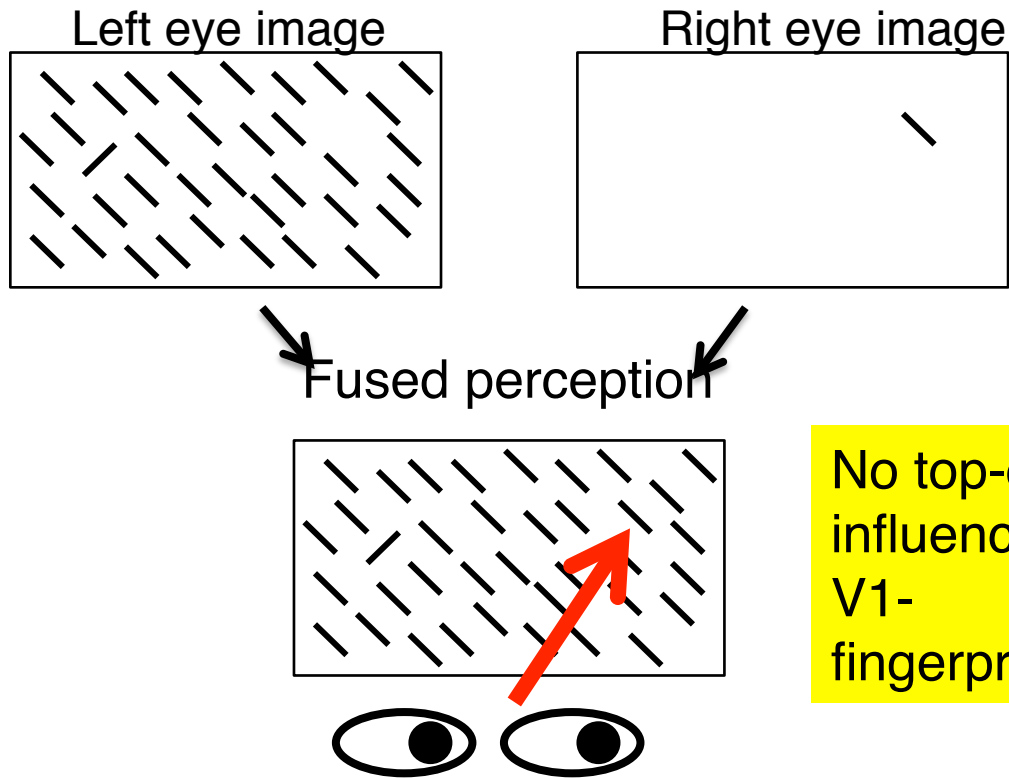 Left eye image
Right eye image
Fused perception
No top-
influenc
V1-
fingerpr